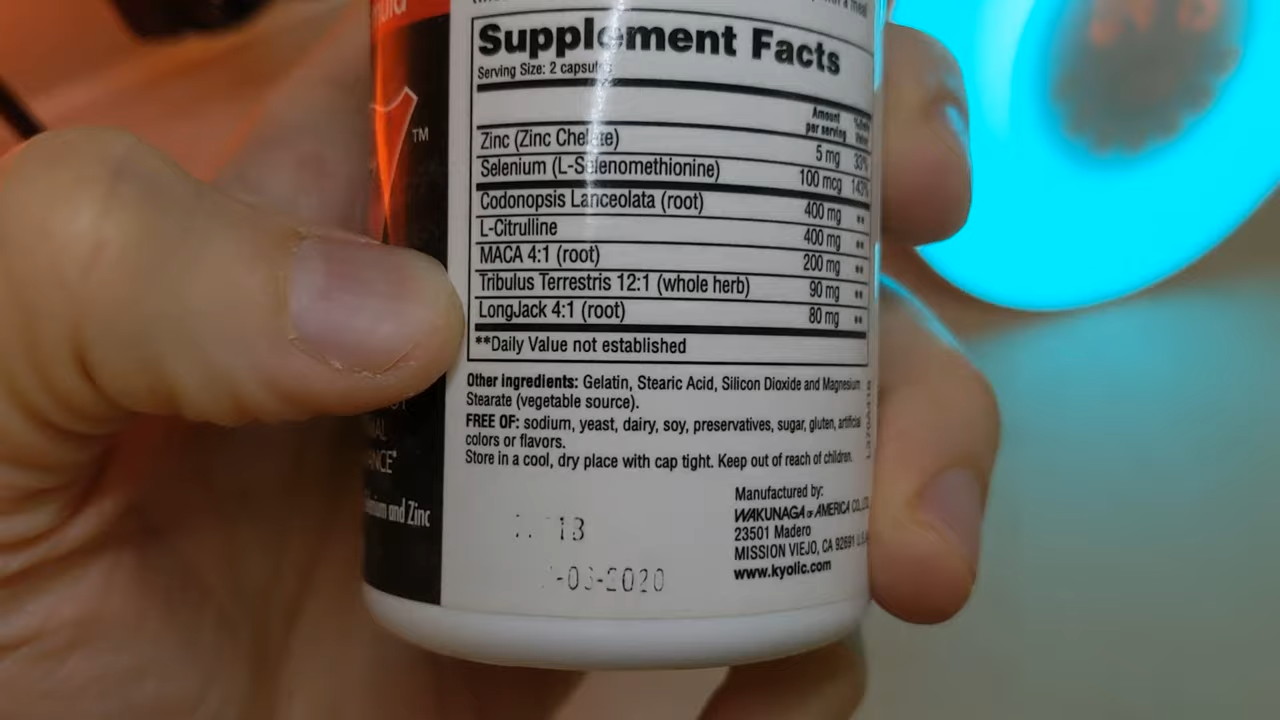 Supplement Facts
Serving Size: 2 capsules
Amount
per serving
Zinc (Zinc Chelate) 5 mg 33%
Selenium (L-Selenomethionine) 100 mcg 143%
Codonopsis Lanceolata (root) 400 mg **
L-Citrulline 400 mg **
MACA 4:1 (root) 200 mg **
Tribulus Terrestris 12:1 (whole herb) 90 mg **
LongJack 4:1 (root) 80 mg **
**Daily Value not established
Other ingredients: Gelatin, Stearic Acid, Silicon Dioxide and Magnesium
Stearate (vegetable source).
FREE OF: sodium, yeast, dairy, soy, preservatives, sugar, gluten, artificial
colors or flavors.
Store in a cool, dry place with cap tight. Keep out of reach of children.
Manufactured by:
WAKUNAGA OF AMERICA CO., LTD.
23501 Madero
MISSION VIEJO, CA 92691 U.S.A.
www.kyolic.com
-03-2020
TM
and Zinc